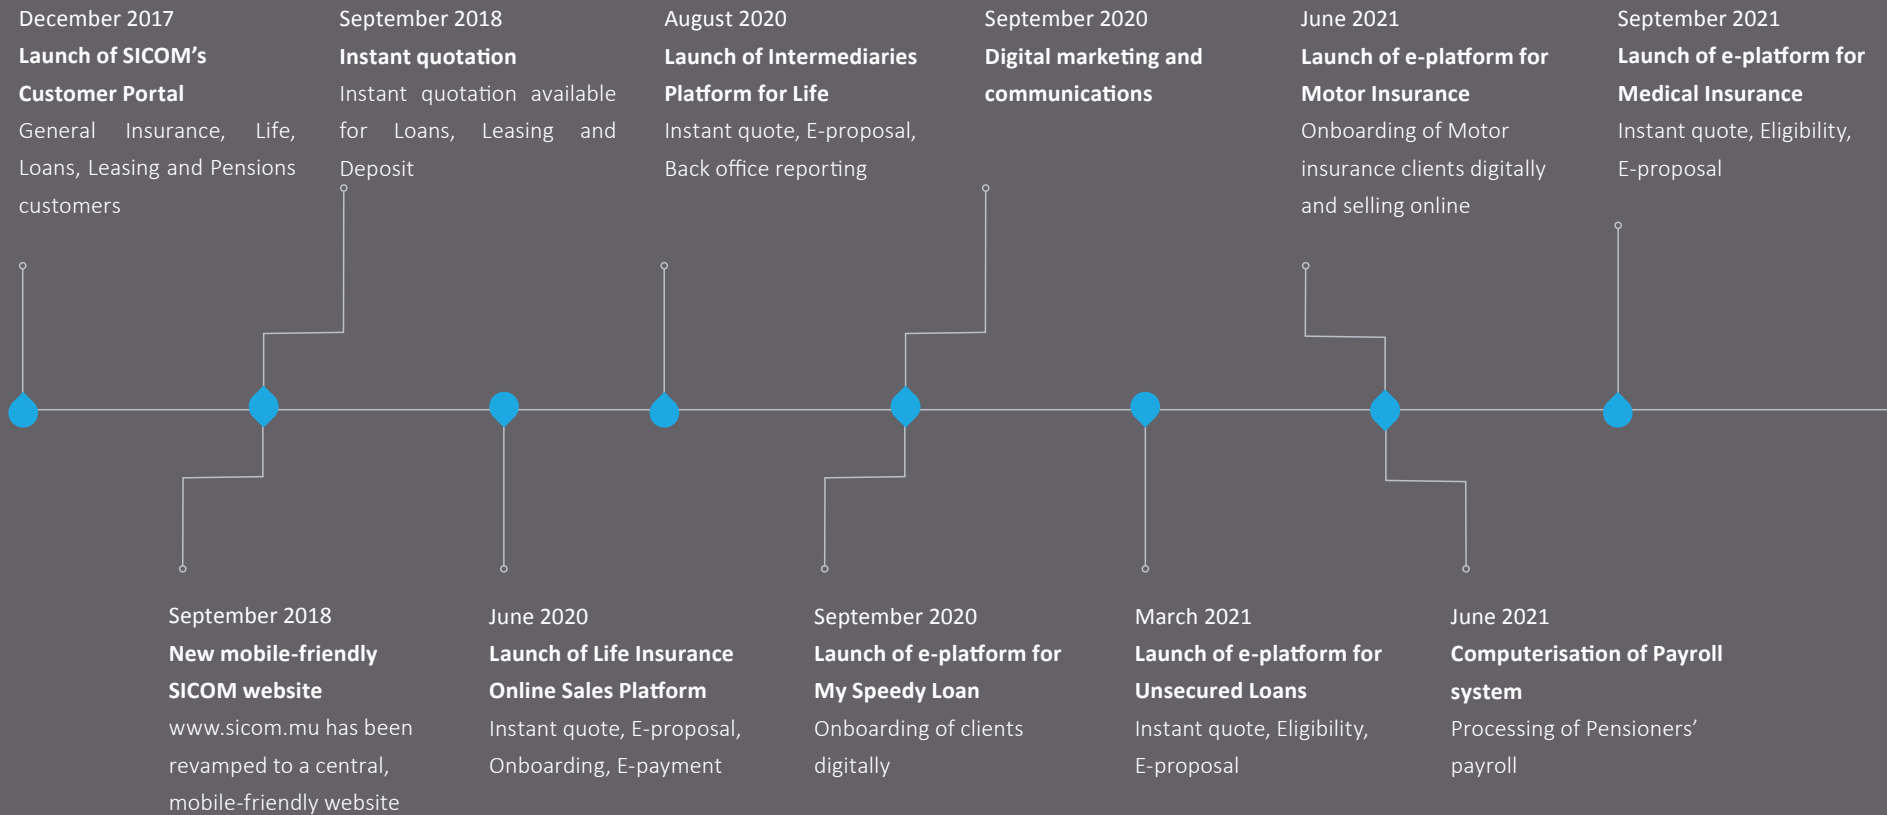 December 2017
Launch of SICOM's
Customer Portal
General Insurance, Life,
Loans, Leasing and Pensions
customers
September 2018
Instant quotation
Instant quotation available
for Loans, Leasing and
Deposit
August 2020
Launch of Intermediaries
Platform for Life
Instant quote, E-proposal,
Back office reporting
September 2020
Digital marketing and
communications
June 2021
Launch of e-platform for
Motor Insurance
Onboarding of Motor
insurance clients digitally
and selling online
September 2021
Launch of e-platform for
Medical Insurance
Instant quote, Eligibility,
E-proposal
September 2018
New mobile-friendly
SICOM website
www.sicom.mu has been
revamped to a central,
mobile-friendly website
June 2020
Launch of Life Insurance
Online Sales Platform
Instant quote, E-proposal,
Onboarding, E-payment
September 2020
Launch of e-platform for
My Speedy Loan
Onboarding of clients
digitally
March 2021
Launch of e-platform for
Unsecured Loans
Instant quote, Eligibility,
E-proposal
June 2021
Computerisation of Payroll
system
Processing of Pensioners'
payroll